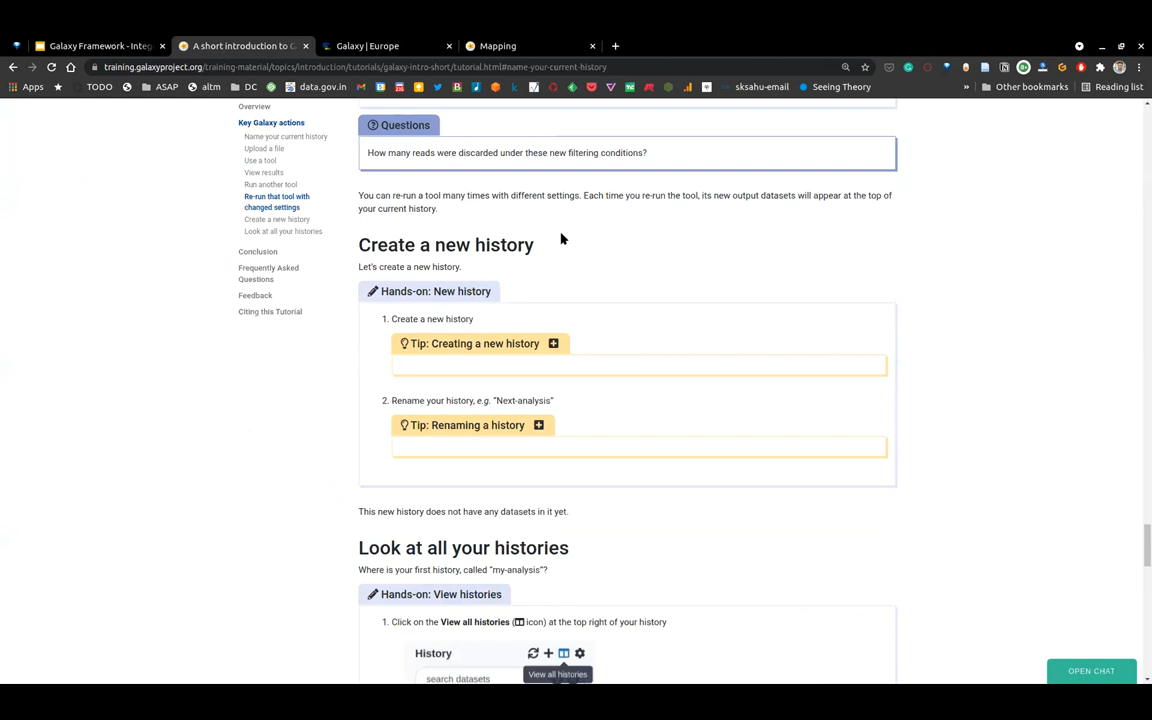 Galaxy Framework - Integ
A short introduction to G
Galaxy | Europe
Mapping
training.galaxyproject.org/training-material/topics/introduction/tutorials/galaxy-intro-short/tutorial.html#name-your-current-history
Apps
TODO
ASAP
altm
DC
data.gov.in
sksahu-email
Seeing Theory
Other bookmarks
Reading list
Overview
Key Galaxy actions
Name your current history
Upload a file
Use a tool
View results
Run another tool
Re-run that tool with
changed settings
Create a new history
Look at all your histories
Conclusion
Frequently Asked
Questions
Feedback
Citing this Tutorial
Questions
How many reads were discarded under these new filtering conditions?
You can re-run a tool many times with different settings. Each time you re-run the tool, its new output datasets will appear at the top of
your current history.
Create a new history
Let's create a new history.
Hands-on: New history
1. Create a new history
Tip: Creating a new history
2. Rename your history, e.g. "Next-analysis"
Tip: Renaming a history
This new history does not have any datasets in it yet.
Look at all your histories
Where is your first history, called "my-analysis"?
Hands-on: View histories
1. Click on the View all histories ( icon) at the top right of your history
History
View all histories
search datasets
OPEN CHAT